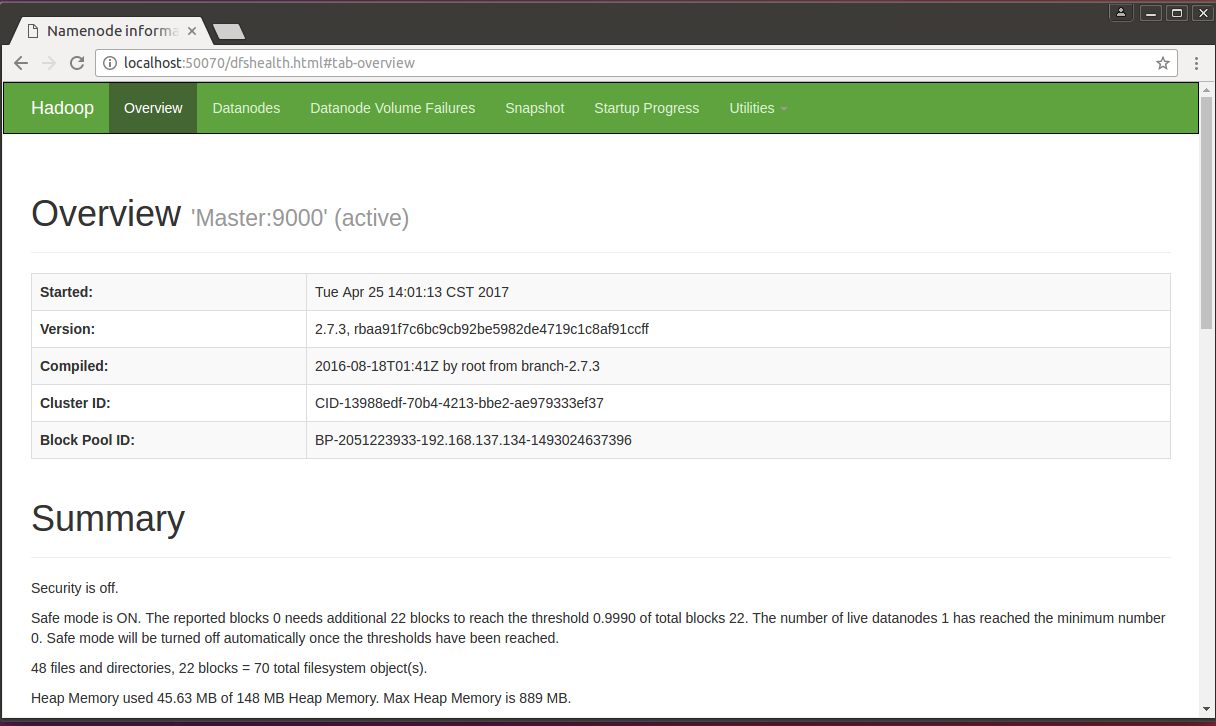 Namenode informa
localhost:50070/dfshealth.html#tab-overview
Hadoop Overview Datanodes Datanode Volume Failures Snapshot Startup Progress Utilities
Overview 'Master:9000' (active)
Started: Tue Apr 25 14:01:13 CST 2017
Version: 2.7.3, rbaa91f7c6bc9cb92be5982de4719c1c8af91ccff
Compiled: 2016-08-18T01:41Z by root from branch-2.7.3
Cluster ID: CID-13988edf-70b4-4213-bbe2-ae979333ef37
Block Pool ID: BP-2051223933-192.168.137.134-1493024637396
Summary
Security is off.
Safe mode is ON. The reported blocks 0 needs additional 22 blocks to reach the threshold 0.9990 of total blocks 22. The number of live datanodes 1 has reached the minimum number
0. Safe mode will be turned off automatically once the thresholds have been reached.
48 files and directories, 22 blocks = 70 total filesystem object(s).
Heap Memory used 45.63 MB of 148 MB Heap Memory. Max Heap Memory is 889 MB.